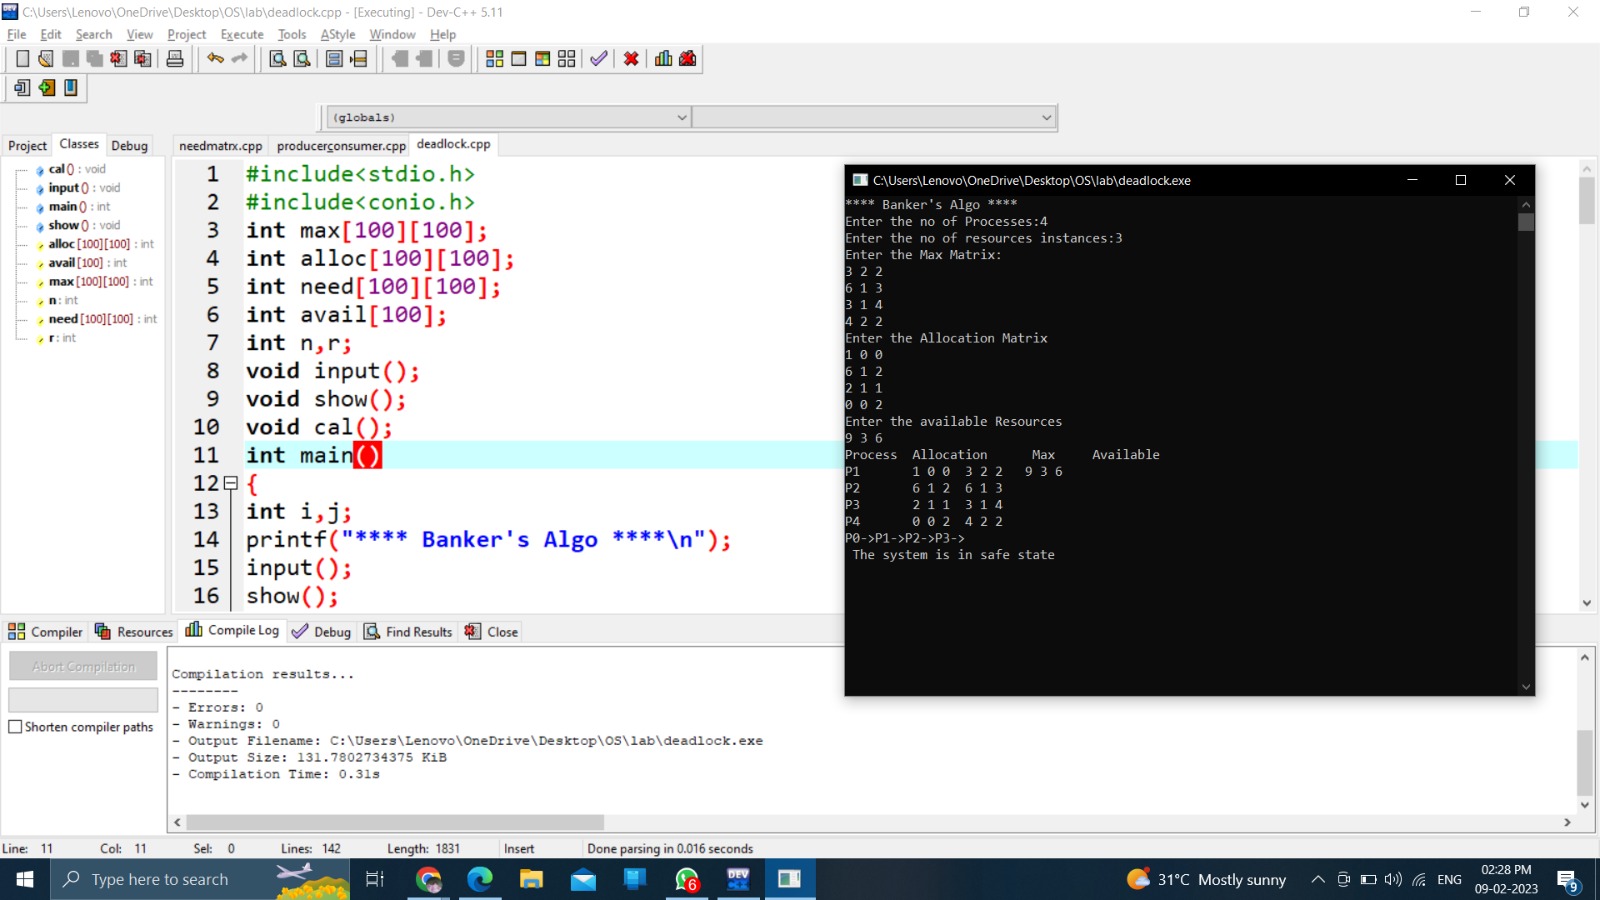 C:\Users\Lenovo\OneDrive\Desktop\OS\lab\deadlock.cpp - [Executing] - Dev-C++ 5.11
File Edit Search View Project Execute Tools AStyle Window Help
(globals)
Project Classes Debug
needmatrx.cpp producerconsumer.cpp deadlock.cpp
cal () : void
input () : void
main () : int
show () : void
alloc [100][100] : int
avail [100] : int
max [100][100] : int
n : int
need [100][100] : int
r : int
1 #include<stdio.h>
2 #include<conio.h>
3 int max[100][100];
4 int alloc[100][100];
5 int need[100][100];
6 int avail[100];
7 int n,r;
8 void input();
9 void show();
10 void cal();
11 int main()
12 {
13 int i,j;
14 printf("**** Banker's Algo ****\n");
15 input();
16 show();
C:\Users\Lenovo\OneDrive\Desktop\OS\lab\deadlock.exe
**** Banker's Algo ****
Enter the no of Processes:4
Enter the no of resources instances:3
Enter the Max Matrix:
3 2 2
6 1 3
3 1 4
4 2 2
Enter the Allocation Matrix
1 0 0
6 1 2
2 1 1
0 0 2
Enter the available Resources
9 3 6
Process Allocation Max Available
P1 1 0 0 3 2 2 9 3 6
P2 6 1 2 6 1 3
P3 2 1 1 3 1 4
P4 0 0 2 4 2 2
P0->P1->P2->P3->
The system is in safe state
Compiler Resources Compile Log Debug Find Results Close
Abort Compilation
Shorten compiler paths
Compilation results...
--------
- Errors: 0
- Warnings: 0
- Output Filename: C:\Users\Lenovo\OneDrive\Desktop\OS\lab\deadlock.exe
- Output Size: 131.7802734375 KiB
- Compilation Time: 0.31s
Line: 11 Col: 11 Sel: 0 Lines: 142 Length: 1831 Insert Done parsing in 0.016 seconds
Type here to search
6
DEV
31°C Mostly sunny
ENG
02:28 PM
09-02-2023
9